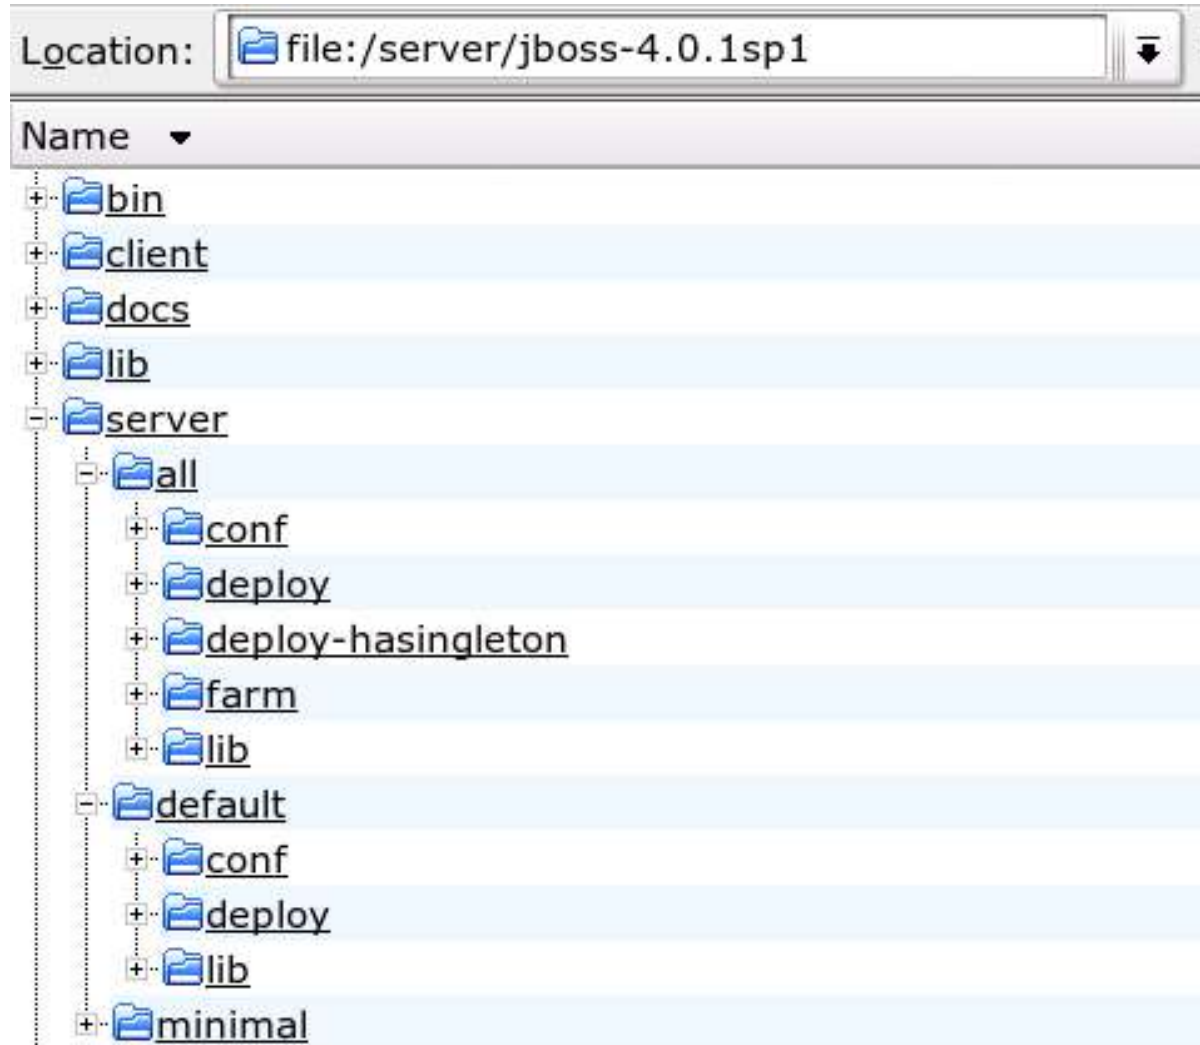 Location: file:/server/jboss-4.0.1sp1
Name
bin
client
docs
lib
server
all
conf
deploy
deploy-hasingleton
farm
lib
default
conf
deploy
lib
minimal